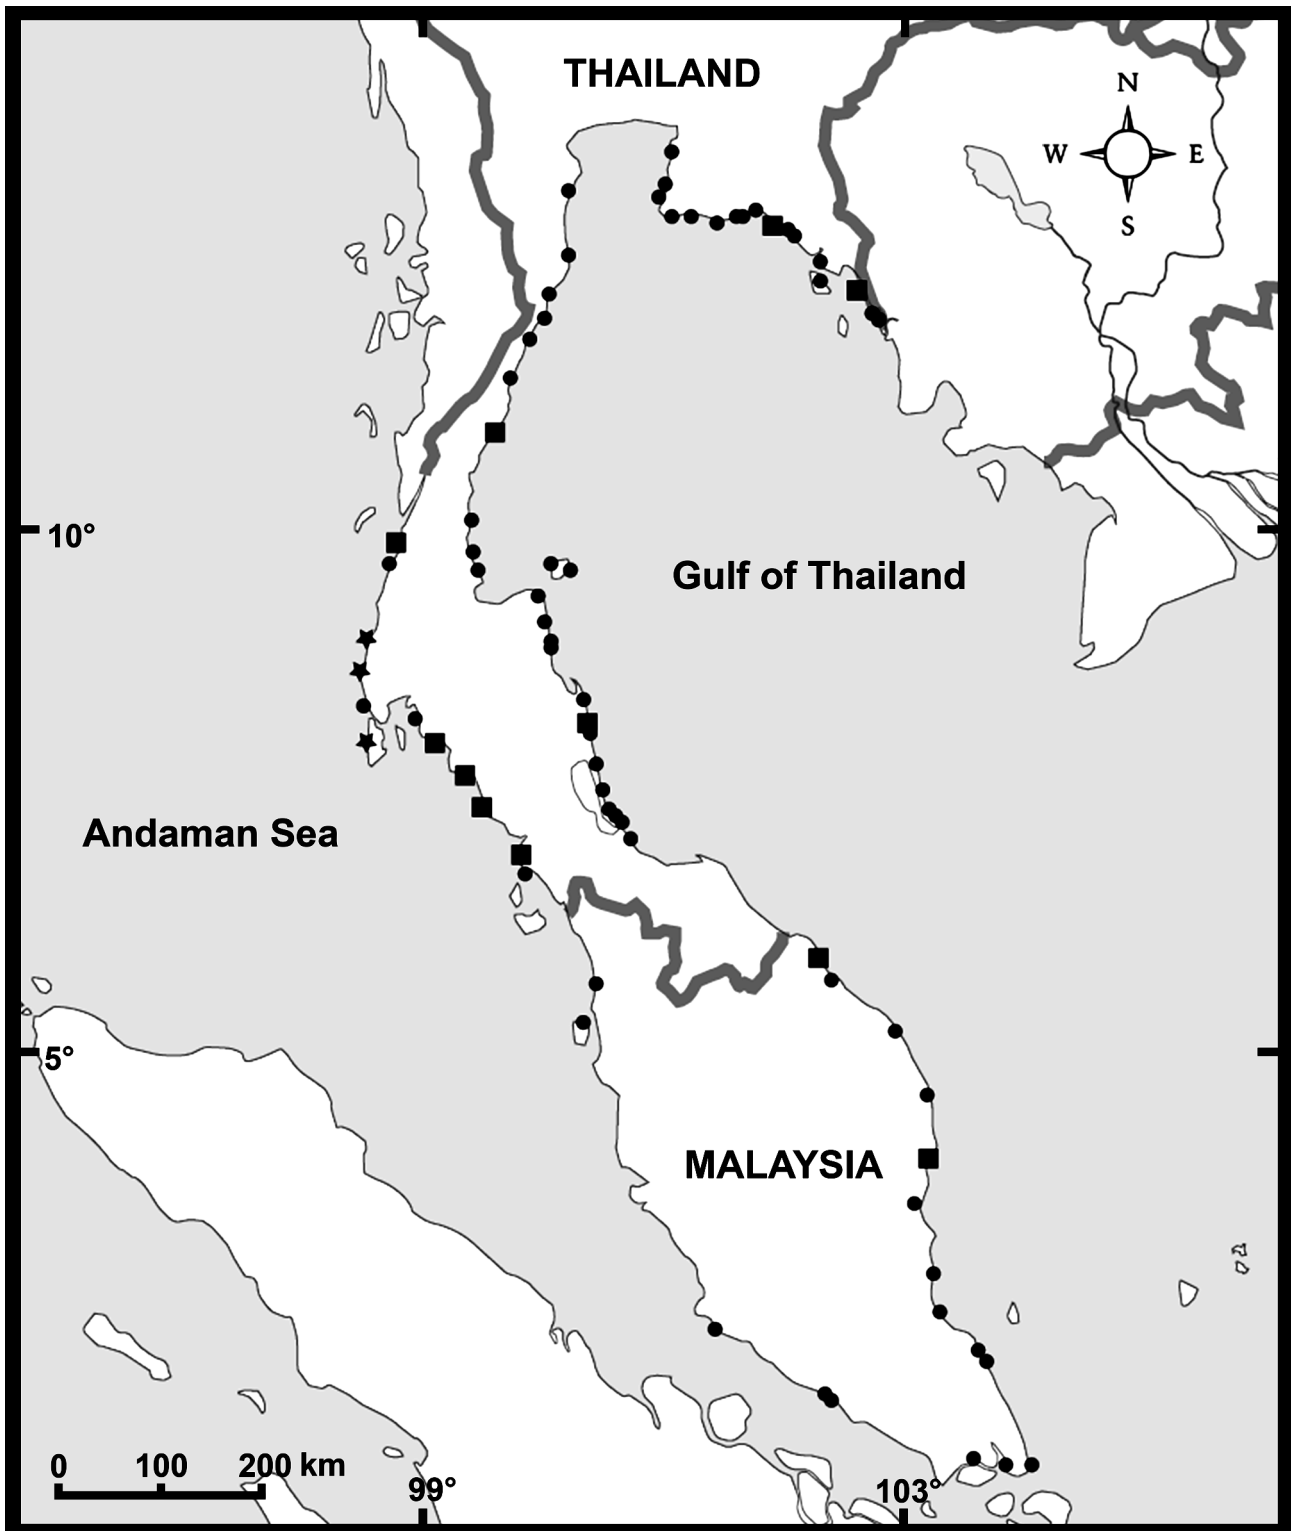 THAILAND
N
W E
S
10°
Gulf of Thailand
Andaman Sea
5°
MALAYSIA
0 100 200 km
99° 103°